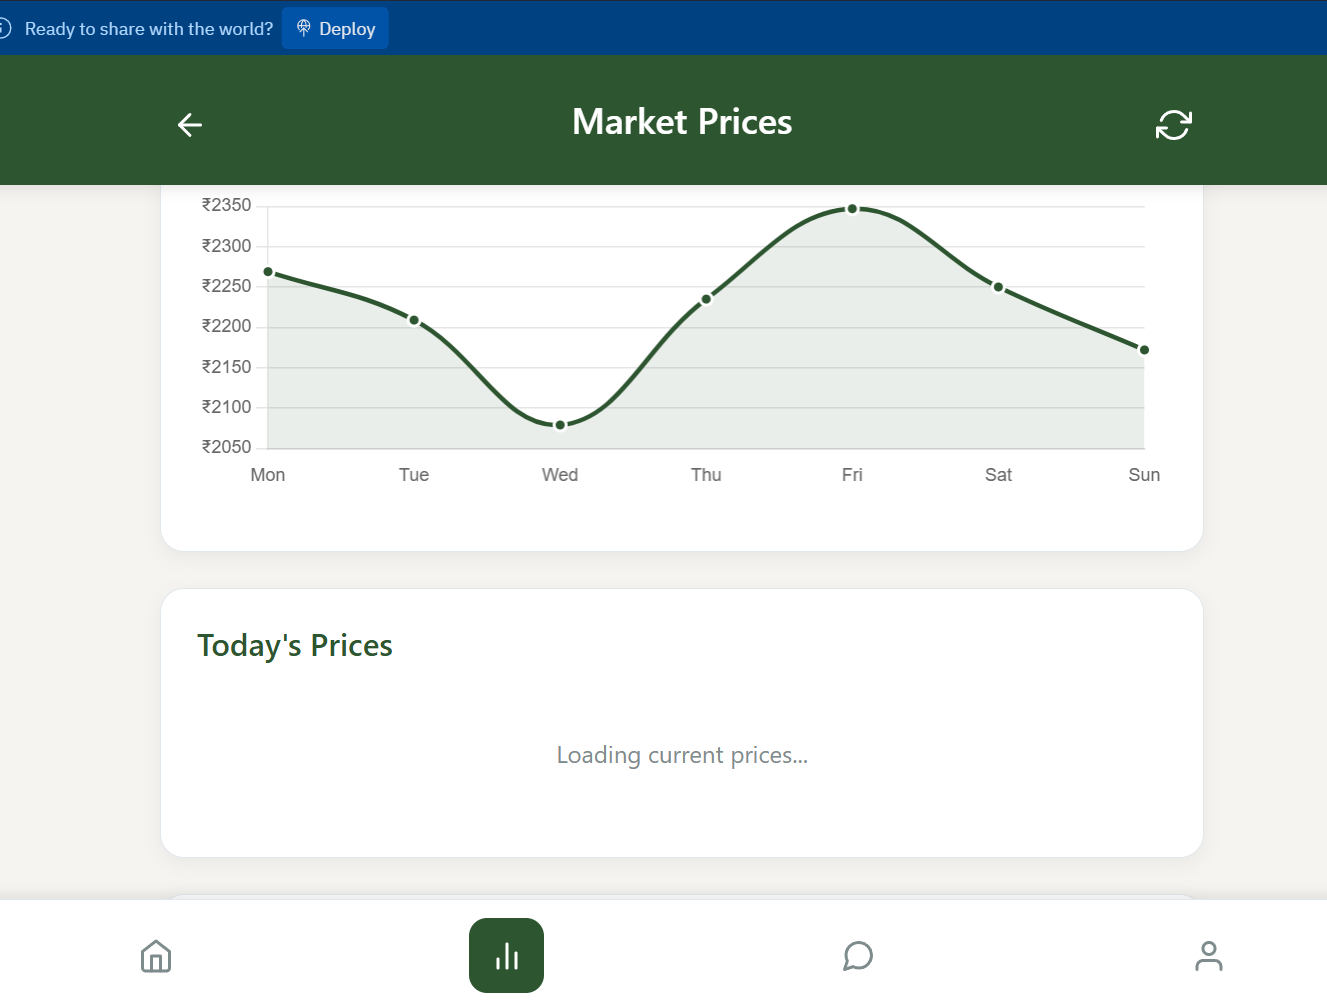 Ready to share with the world? Deploy
Market Prices
₹2350
₹2300
₹2250
₹2200
₹2150
₹2100
₹2050
Mon Tue Wed Thu Fri Sat Sun
Today's Prices
Loading current prices...